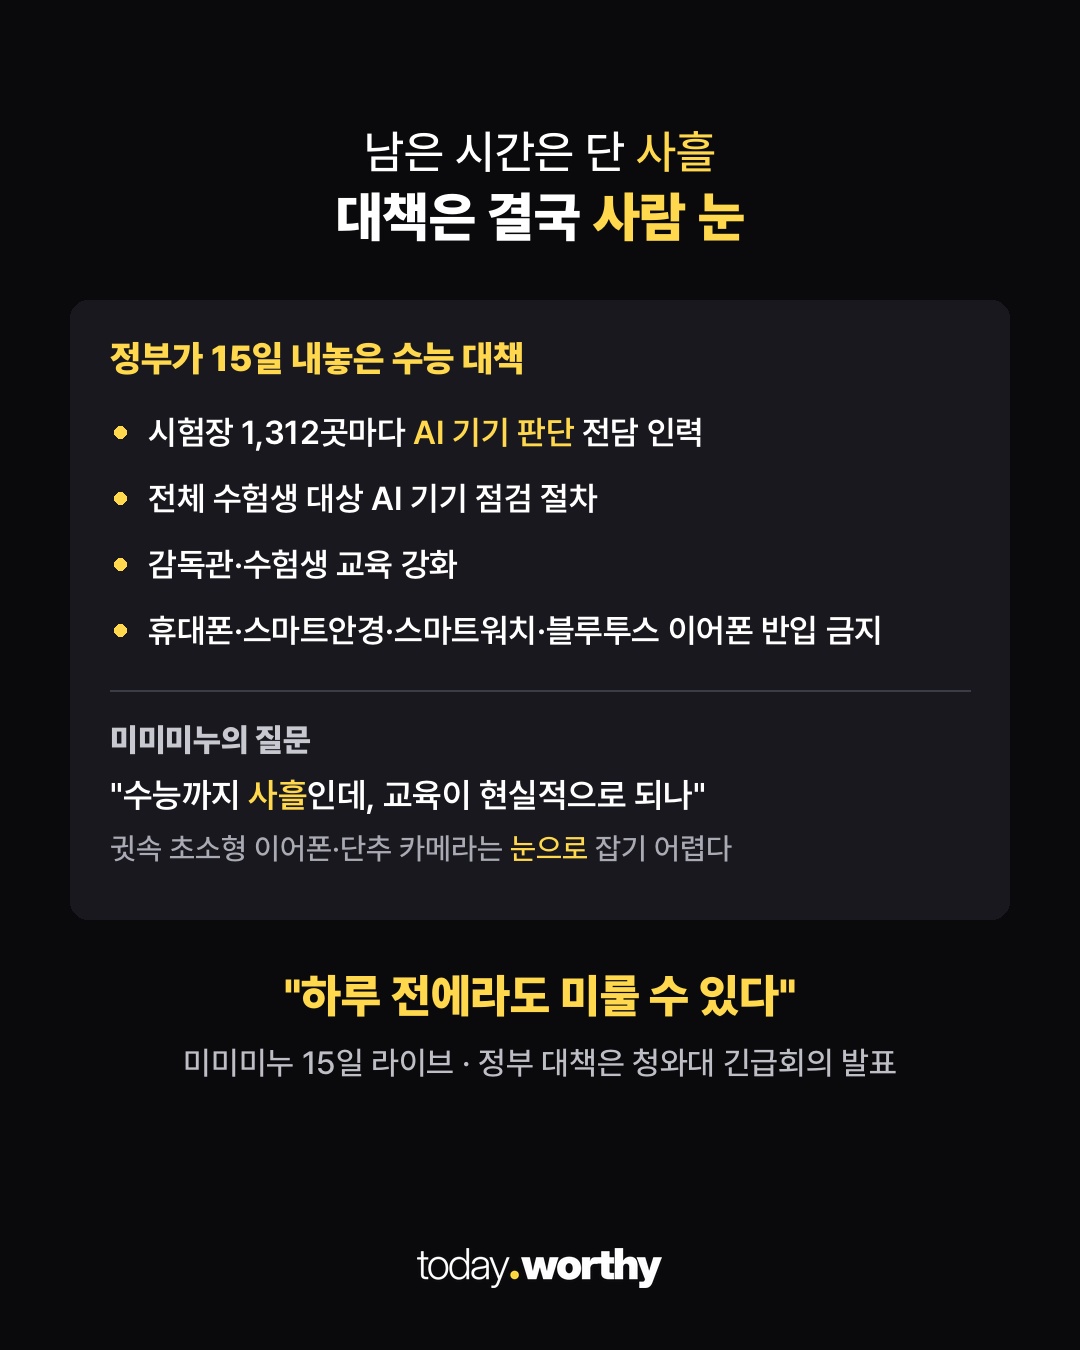 남은 시간은 단 사흘
대책은 결국 사람 눈
정부가 15일 내놓은 수능 대책
시험장 1,312곳마다 AI 기기 판단 전담 인력
전체 수험생 대상 AI 기기 점검 절차
감독관·수험생 교육 강화
휴대폰·스마트안경·스마트워치·블루투스 이어폰 반입 금지
미미미누의 질문
"수능까지 사흘인데, 교육이 현실적으로 되나"
귓속 초소형 이어폰·단추 카메라는 눈으로 잡기 어렵다
"하루 전에라도 미룰 수 있다"
미미미누 15일 라이브 · 정부 대책은 청와대 긴급회의 발표
today.worthy